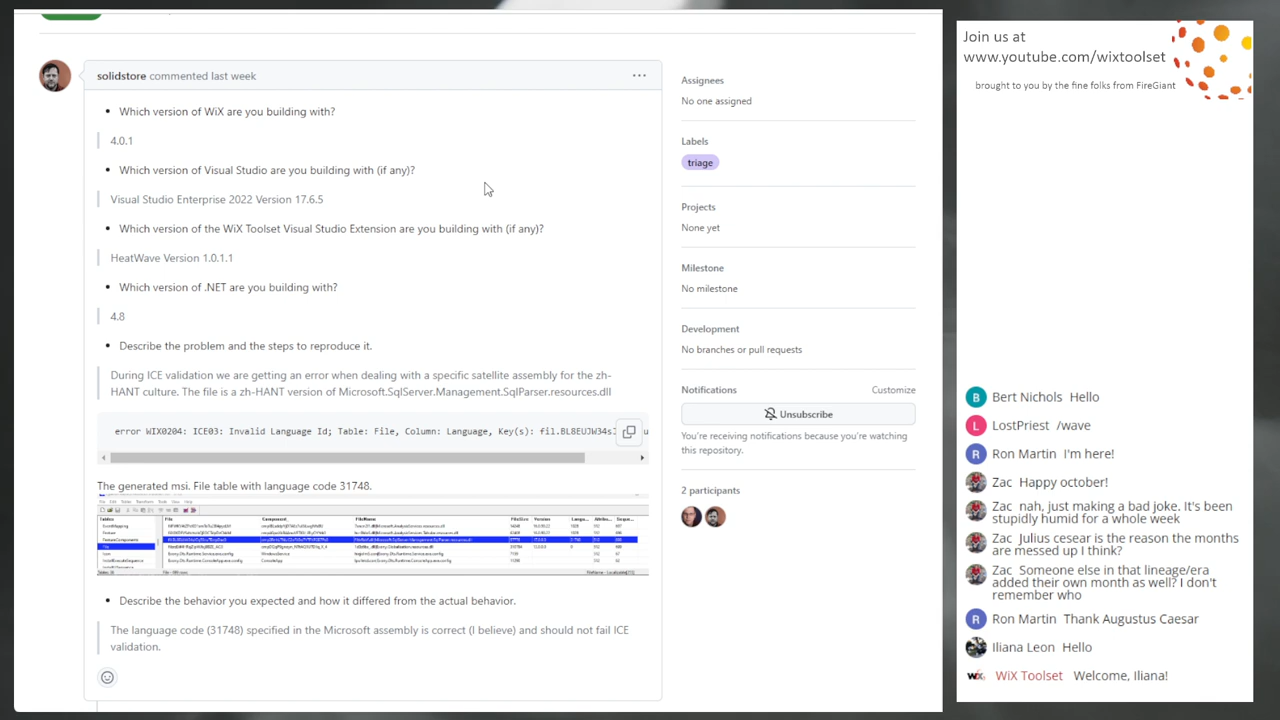 solidstore commented last week
Which version of WiX are you building with?
4.0.1
Which version of Visual Studio are you building with (if any)?
Visual Studio Enterprise 2022 Version 17.6.5
Which version of the WiX Toolset Visual Studio Extension are you building with (if any)?
HeatWave Version 1.0.1.1
Which version of .NET are you building with?
4.8
Describe the problem and the steps to reproduce it.
During ICE validation we are getting an error when dealing with a specific satellite assembly for the zh-
HANT culture. The file is a zh-HANT version of Microsoft.SqlServer.Management.SqlParser.resources.dll
error WIX0204: ICE03: Invalid Language Id; Table: File, Column: Language, Key(s):
The generated msi. File table with language code 31748.
Describe the behavior you expected and how it differed from the actual behavior.
The language code (31748) specified in the Microsoft assembly is correct (I believe) and should not fail ICE
validation.
Assignees
No one assigned
Labels
triage
Projects
None yet
Milestone
No milestone
Development
No branches or pull requests
Notifications
Customize
Unsubscribe
You're receiving notifications because you're watching
this repository.
2 participants
Join us at
www.youtube.com/wixtoolset
brought to you by the fine folks from FireGiant
B Bert Nichols Hello
L LostPriest /wave
R Ron Martin I'm here!
Zac Happy october!
Zac nah, just making a bad joke. It's been
stupidly humid for a whole week
Zac Julius cesear is the reason the months
are messed up I think?
Zac Someone else in that lineage/era
added their own month as well? I don't
remember who
R Ron Martin Thank Augustus Caesar
Iliana Leon Hello
WiX WiX Toolset Welcome, Iliana!